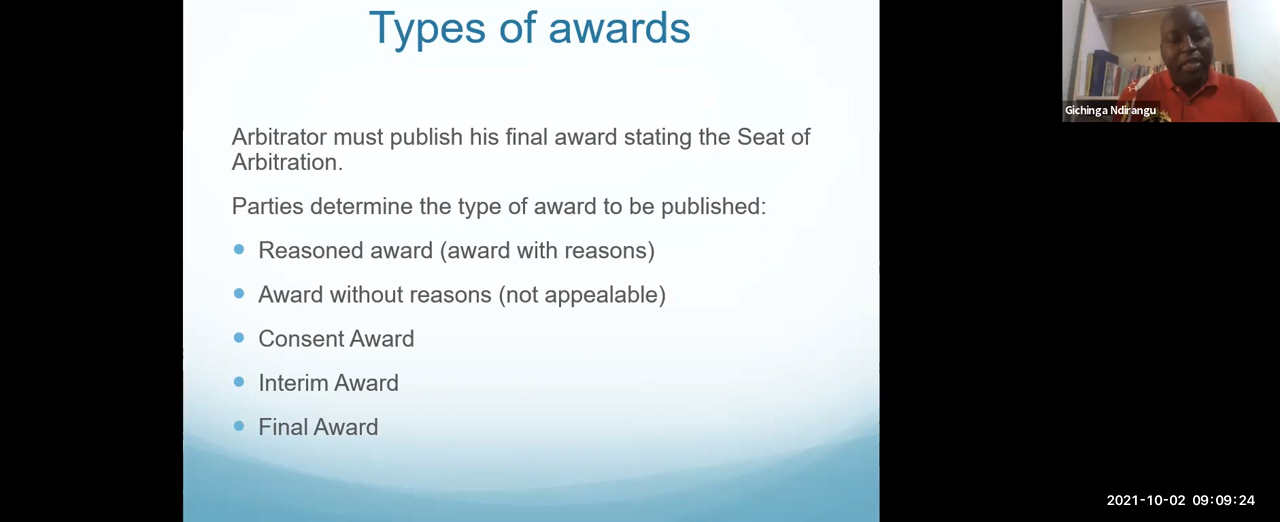 Types of awards
Arbitrator must publish his final award stating the Seat of
Arbitration.
Parties determine the type of award to be published:
Reasoned award (award with reasons)
Award without reasons (not appealable)
Consent Award
Interim Award
Final Award
Gichinga Ndirangu
2021-10-02 09:09:24